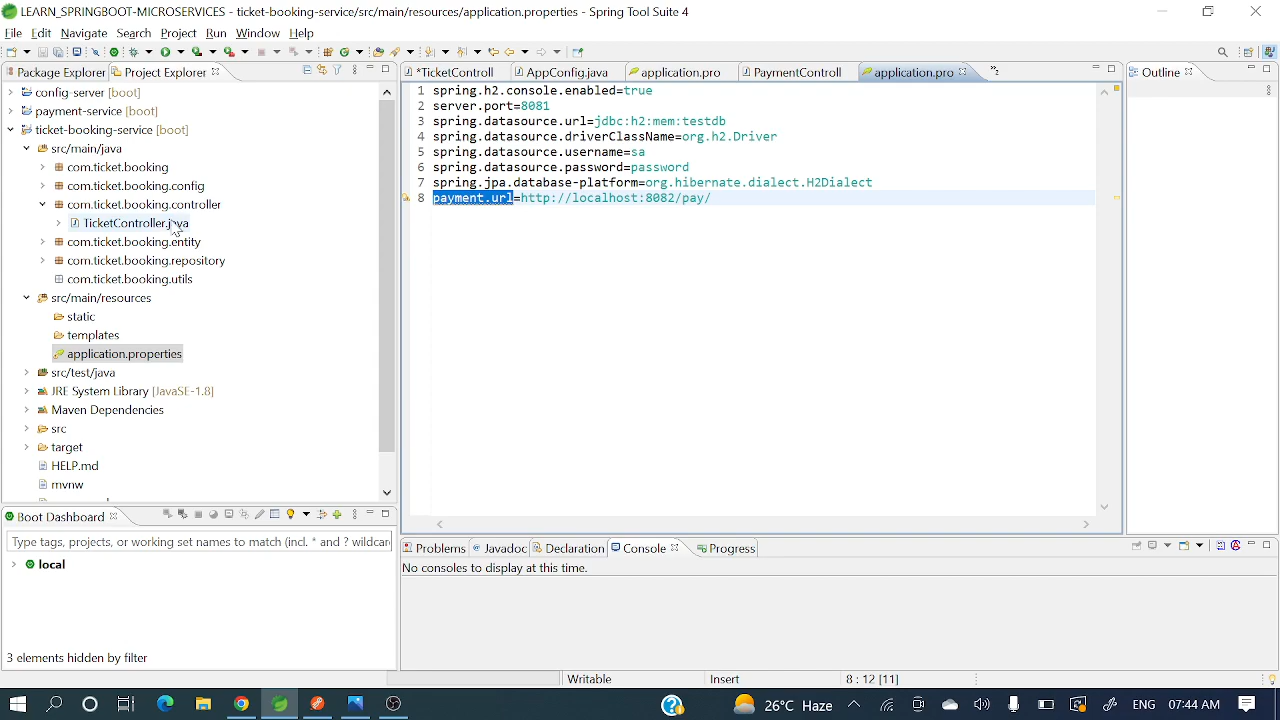 LEARN_SPRINGBOOT-MICROSERVICES - ticket-booking-service/src/main/resources/application.properties - Spring Tool Suite 4
File Edit Navigate Search Project Run Window Help
Package Explorer Project Explorer
*TicketControll AppConfig.java application.pro PaymentControll application.pro
Outline
config-server [boot]
payment-service [boot]
ticket-booking-service [boot]
src/main/java
com.ticket.booking
com.ticket.booking.config
com.ticket.booking.controller
TicketController.java
com.ticket.booking.entity
com.ticket.booking.repository
com.ticket.booking.utils
src/main/resources
static
templates
application.properties
src/test/java
JRE System Library [JavaSE-1.8]
Maven Dependencies
src
target
HELP.md
mvnw
1 spring.h2.console.enabled=true
2 server.port=8081
3 spring.datasource.url=jdbc:h2:mem:testdb
4 spring.datasource.driverClassName=org.h2.Driver
5 spring.datasource.username=sa
6 spring.datasource.password=password
7 spring.jpa.database-platform=org.hibernate.dialect.H2Dialect
8 payment.url=http://localhost:8082/pay/
Boot Dashboard
Type tags, projects, or working set names to match (incl. * and ? wildcard
local
3 elements hidden by filter
Problems Javadoc Declaration Console Progress
No consoles to display at this time.
Writable Insert 8 : 12 [11]
26°C Haze ENG 07:44 AM